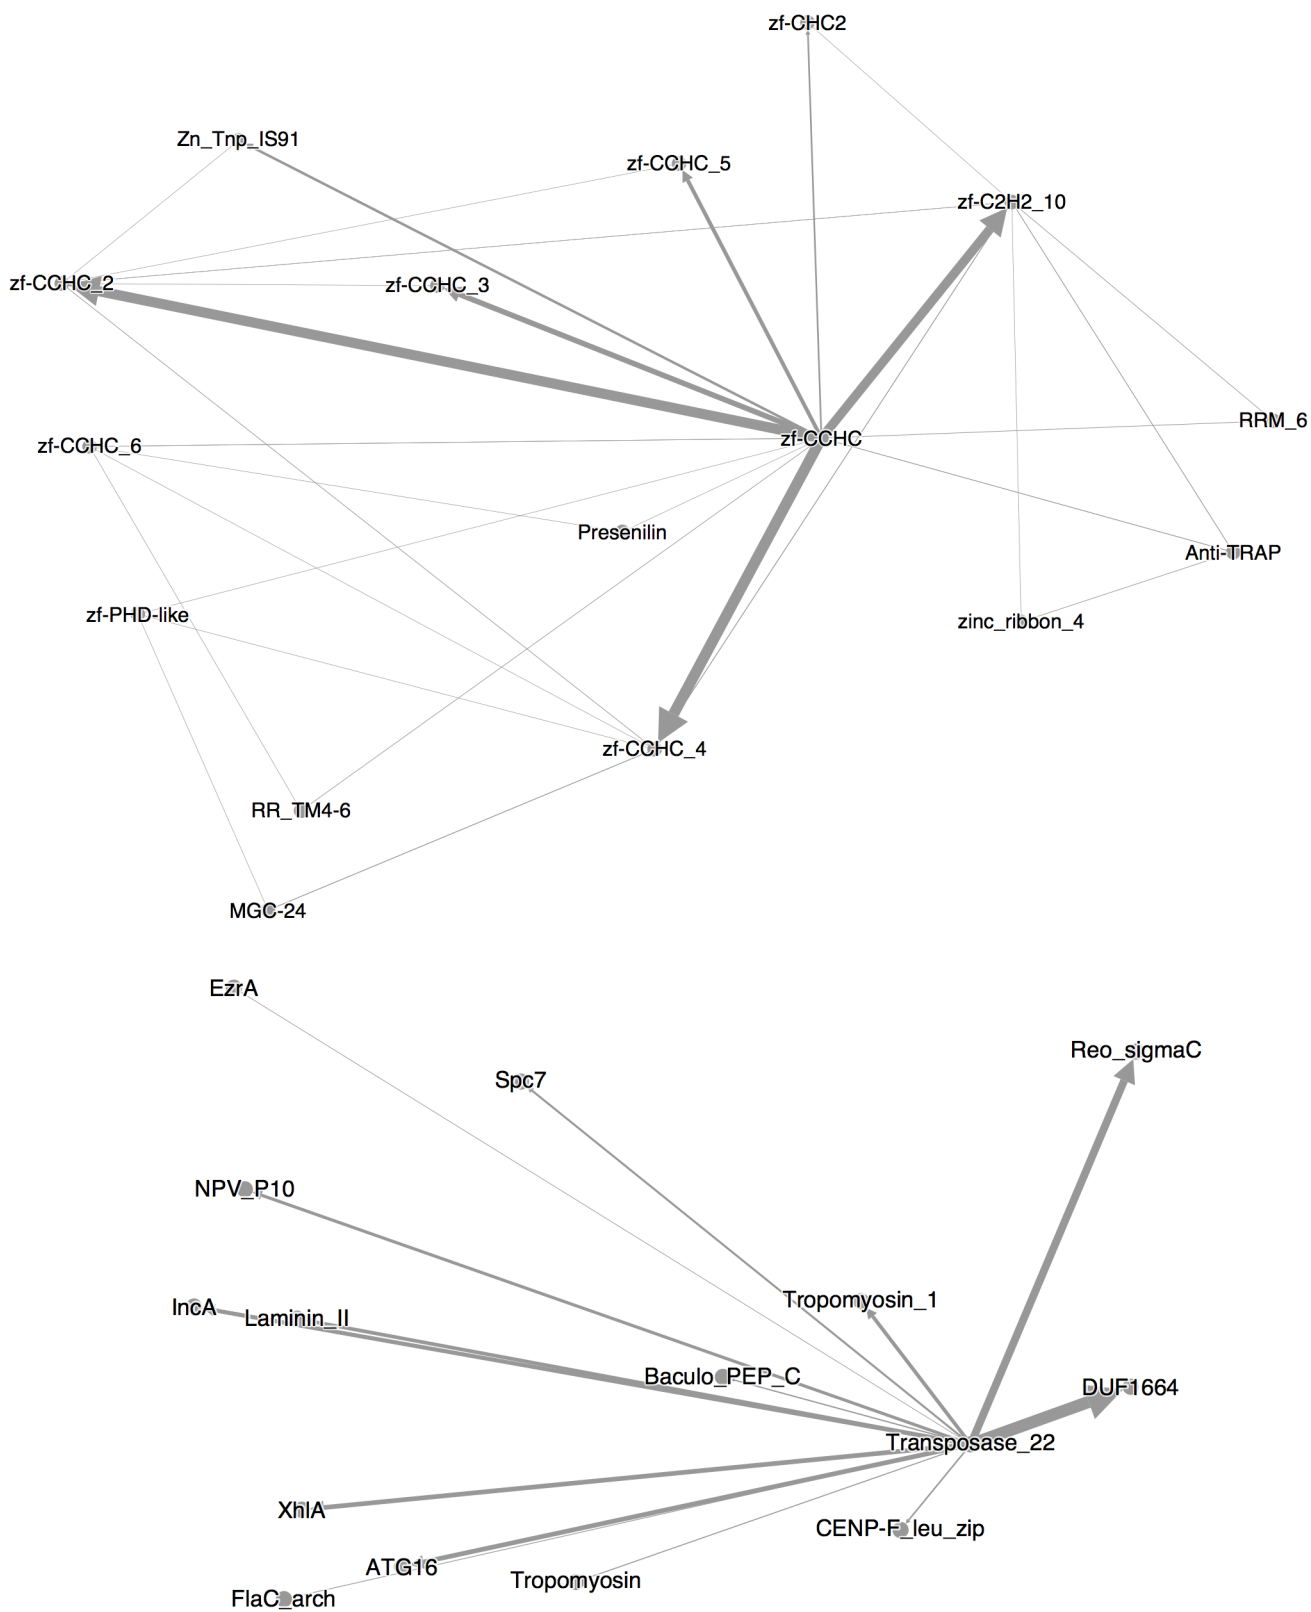 zf-CHC2
Zn_Tnp_IS91
zf-CCHC_5
zf-C2H2_10
zf-CCHC_2
zf-CCHC_3
RRM_6
zf-CCHC
zf-CCHC_6
Presenilin
Anti-TRAP
zf-PHD-like
zinc_ribbon_4
zf-CCHC_4
RR_TM4-6
MGC-24
EzrA
Reo_sigmaC
Spc7
NPV_P10
Tropomyosin_1
IncA
Laminin_II
Baculo_PEP_C
DUF1664
Transposase_22
XhlA
CENP-F_leu_zip
ATG16
Tropomyosin
FlaC_arch